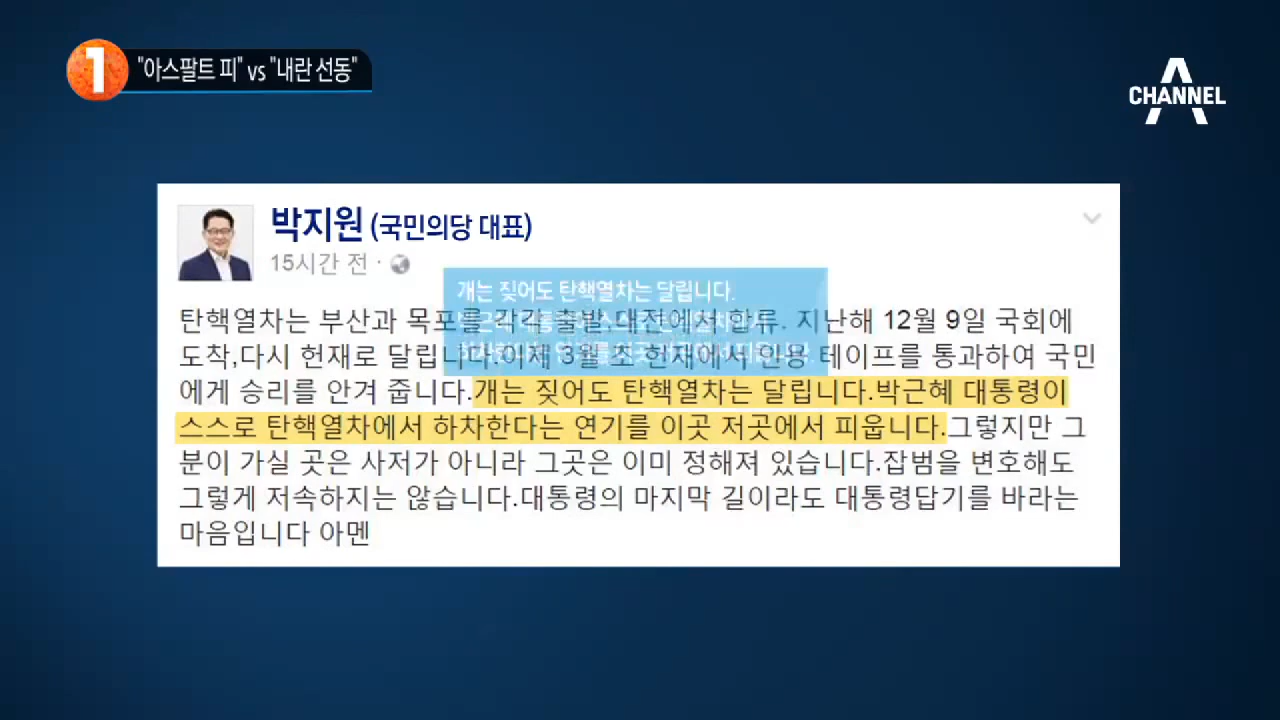 1 "아스팔트 피" vs "내란 선동"
CHANNEL A
박지원 (국민의당 대표)
15시간 전 ·
개는 짖어도 탄핵열차는 달립니다.
탄핵열차는 부산과 목포를 각각 출발,대전에서 합류. 지난해 12월 9일 국회에
도착,다시 헌재로 달립니다.이제 3월 초 헌재에서 인용 테이프를 통과하여 국민
에게 승리를 안겨 줍니다.개는 짖어도 탄핵열차는 달립니다.박근혜 대통령이
스스로 탄핵열차에서 하차한다는 연기를 이곳 저곳에서 피웁니다.그렇지만 그
분이 가실 곳은 사저가 아니라 그곳은 이미 정해져 있습니다.잡범을 변호해도
그렇게 저속하지는 않습니다.대통령의 마지막 길이라도 대통령답기를 바라는
마음입니다 아멘